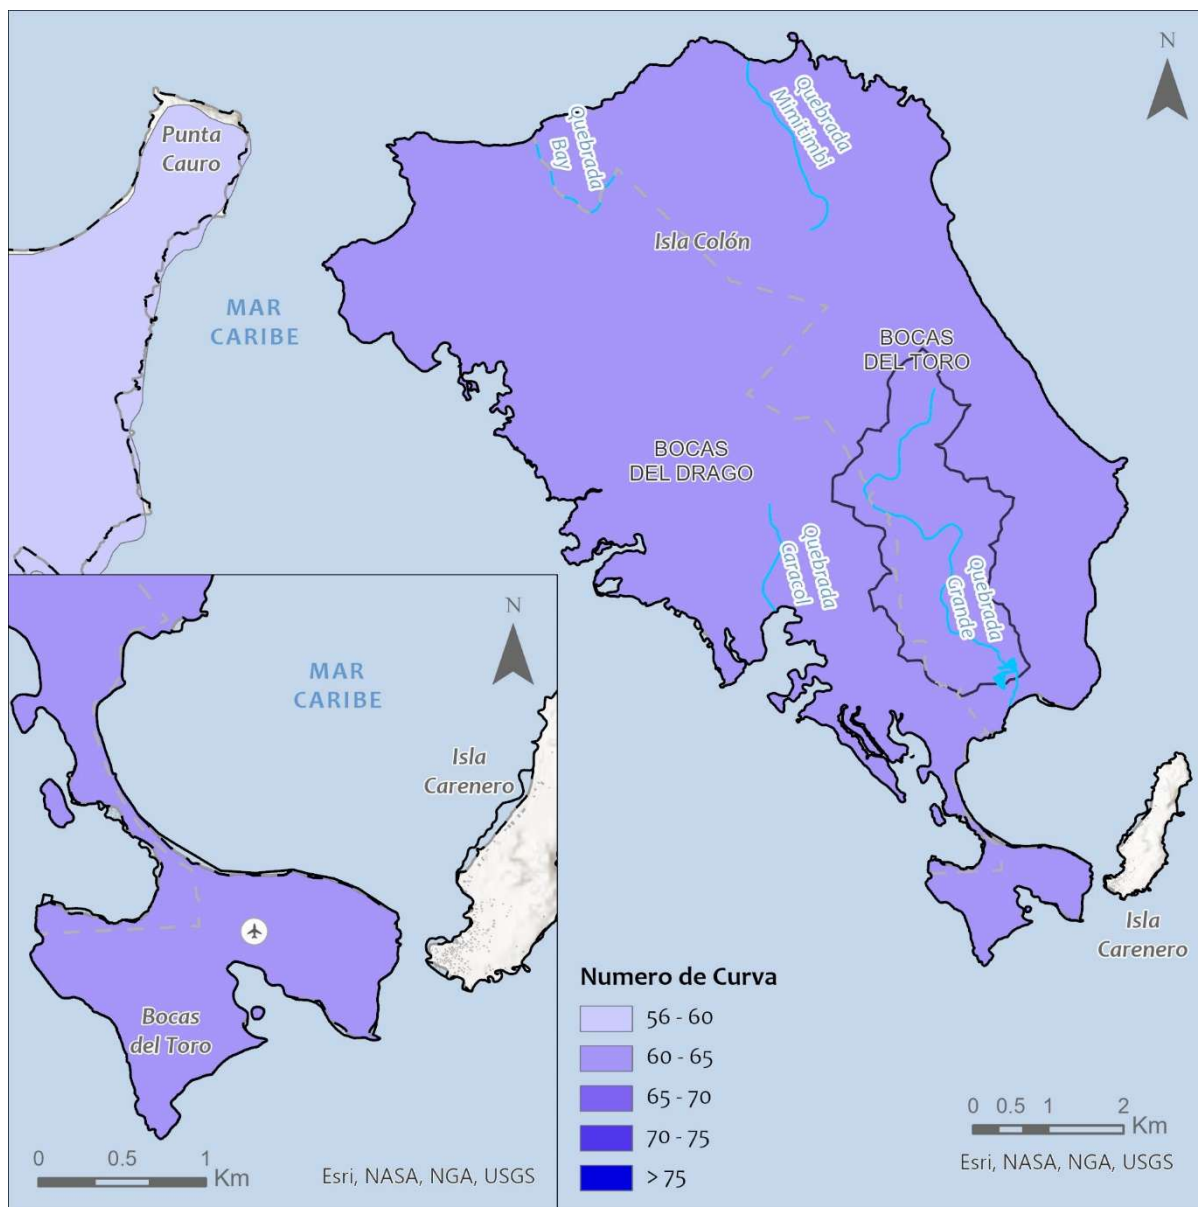 N
Punta
Cauro
MAR
CARIBE
Quebrada
Bay
Quebrada
Mimitimbi
Isla Colón
BOCAS
DEL TORO
BOCAS
DEL DRAGO
Quebrada
Caracol
Quebrada
Grande
Isla
Carenero
N
MAR
CARIBE
Isla
Carenero
Bocas
del Toro
0 0.5 1
Km
Esri, NASA, NGA, USGS
Numero de Curva
56 - 60
60 - 65
65 - 70
70 - 75
> 75
0 0.5 1 2
Km
Esri, NASA, NGA, USGS